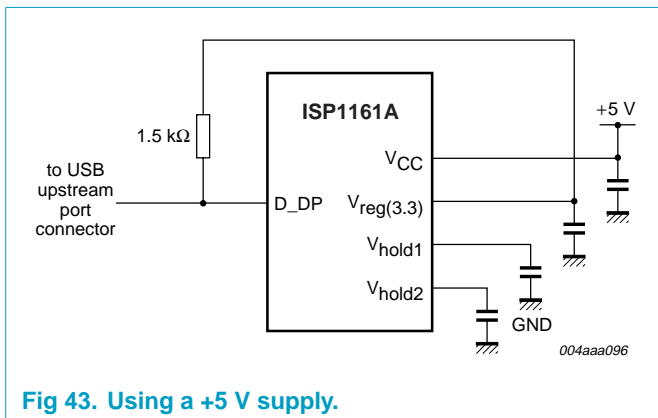 ISP1161A
+5 V
1.5 kΩ
VCC
to USB
upstream
port
connector
D_DP
Vreg(3.3)
Vhold1
Vhold2
GND
004aaa096
Fig 43. Using a +5 V supply.